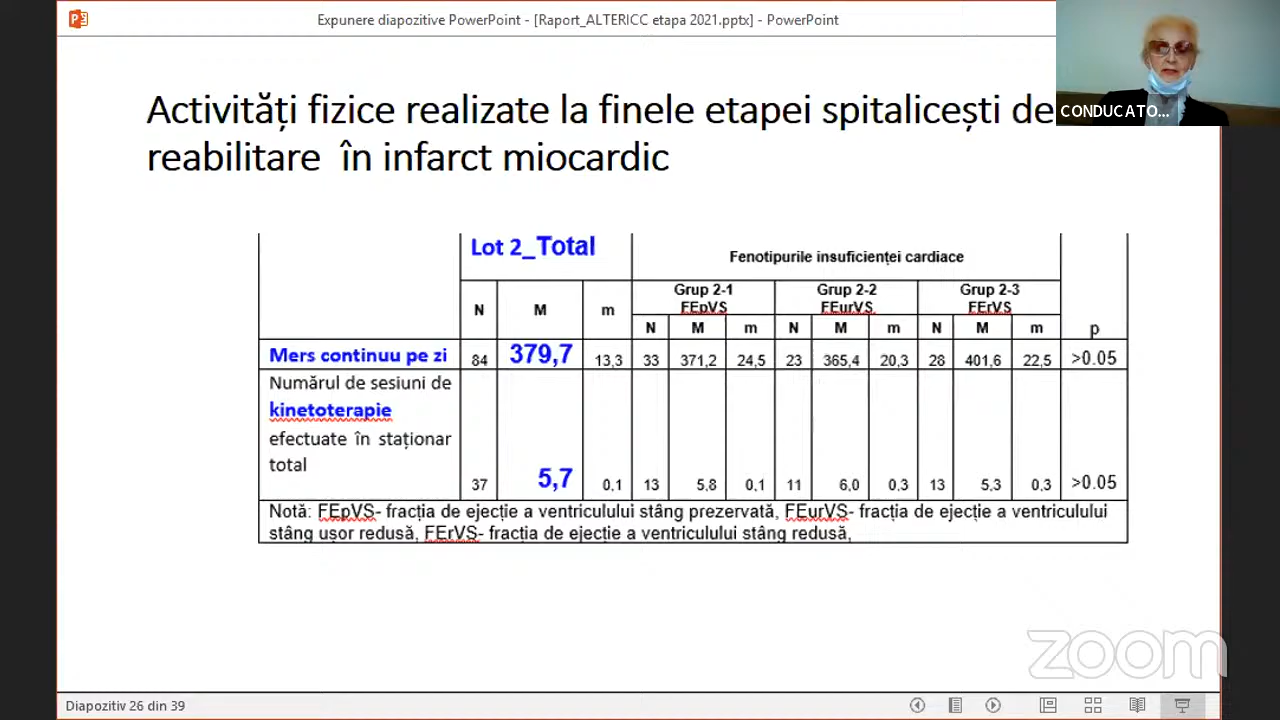 Expunere diapozitive PowerPoint - [Raport_ALTERICC etapa 2021.pptx] - PowerPoint
CONDUCATO...
Activități fizice realizate la finele etapei spitalicești de
reabilitare în infarct miocardic
Lot 2_Total
Fenotipurile insuficienței cardiace
Grup 2-1 Grup 2-2 Grup 2-3
N M m FEpVS FEurVS FErVS
N M m N M m N M m p
Mers continuu pe zi 84 379,7 13,3 33 371,2 24,5 23 365,4 20,3 28 401,6 22,5 >0.05
Numărul de sesiuni de
kinetoterapie
efectuate în staționar
total
37 5,7 0,1 13 5,8 0,1 11 6,0 0,3 13 5,3 0,3 >0.05
Notă: FEpVS- fracția de ejecție a ventriculului stâng prezervată, FEurVS- fracția de ejecție a ventriculului
stâng ușor redusă, FErVS- fracția de ejecție a ventriculului stâng redusă,
zoom
Diapozitiv 26 din 39